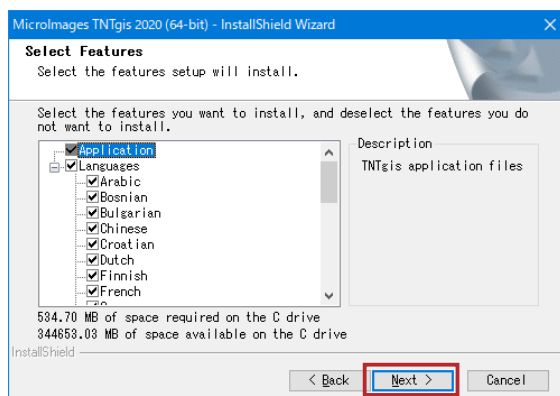 MicroImages TNTgis 2020 (64-bit) - InstallShield Wizard
Select Features
Select the features setup will install.
Select the features you want to install, and deselect the features you do
not want to install.
Application
Languages
Arabic
Bosnian
Bulgarian
Chinese
Croatian
Dutch
Finnish
French
Description
TNTgis application files
534.70 MB of space required on the C drive
344653.03 MB of space available on the C drive
InstallShield
< Back
Next >
Cancel